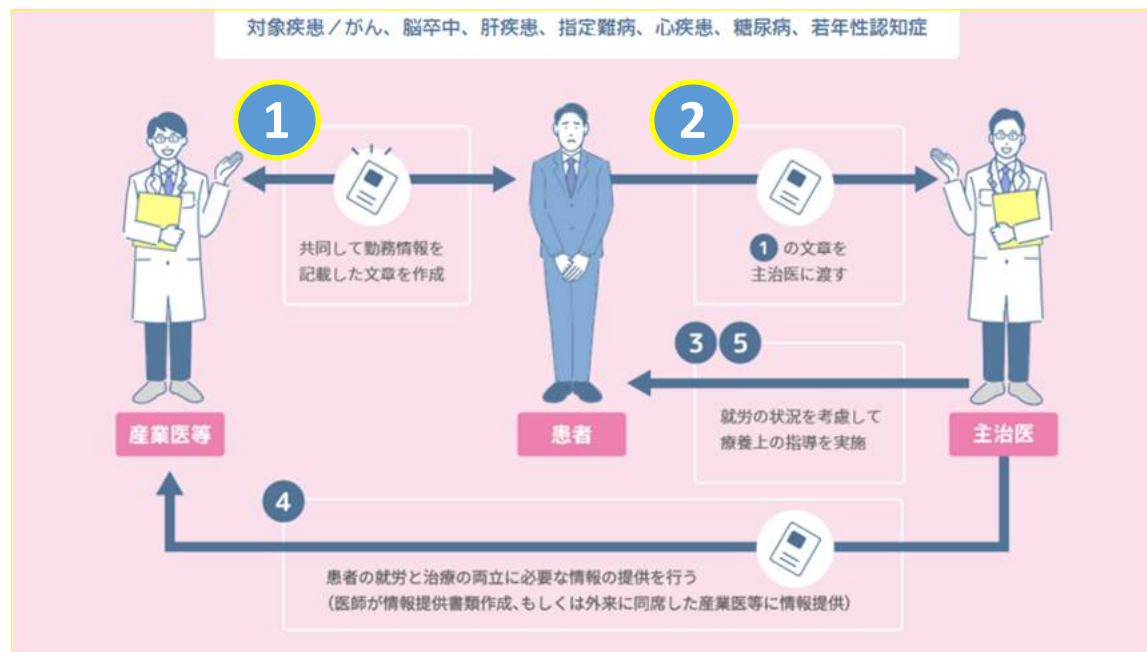 対象疾患／がん、脳卒中、肝疾患、指定難病、心疾患、糖尿病、若年性認知症
1
2
共同して勤務情報を
記載した文章を作成
1 の文章を
主治医に渡す
3 5
就労の状況を考慮して
療養上の指導を実施
産業医等
患者
主治医
4
患者の就労と治療の両立に必要な情報の提供を行う
（医師が情報提供書類作成、もしくは外来に同席した産業医等に情報提供）